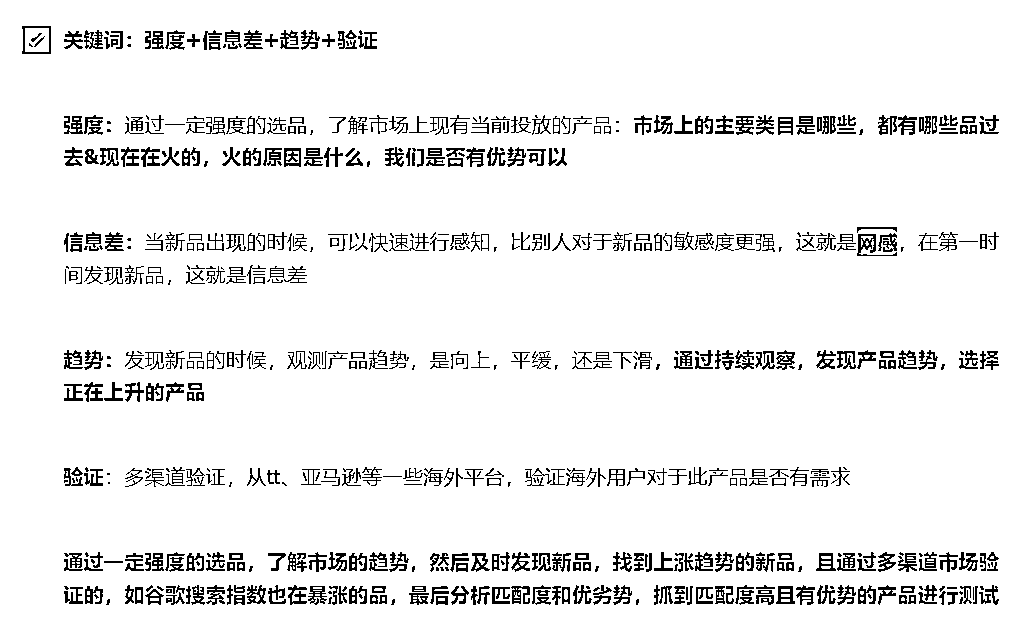 关键词：强度+信息差+趋势+验证
强度：通过一定强度的选品，了解市场上现有当前投放的产品：市场上的主要类目是哪些，都有哪些品过
去&现在在火的，火的原因是什么，我们是否有优势可以
信息差：当新品出现的时候，可以快速进行感知，比别人对于新品的敏感度更强，这就是网感，在第一时
间发现新品，这就是信息差
趋势：发现新品的时候，观测产品趋势，是向上，平缓，还是下滑，通过持续观察，发现产品趋势，选择
正在上升的产品
验证：多渠道验证，从tt、亚马逊等一些海外平台，验证海外用户对于此产品是否有需求
通过一定强度的选品，了解市场的趋势，然后及时发现新品，找到上涨趋势的新品，且通过多渠道市场验
证的，如谷歌搜索指数也在暴涨的品，最后分析匹配度和优劣势，抓到匹配度高且有优势的产品进行测试